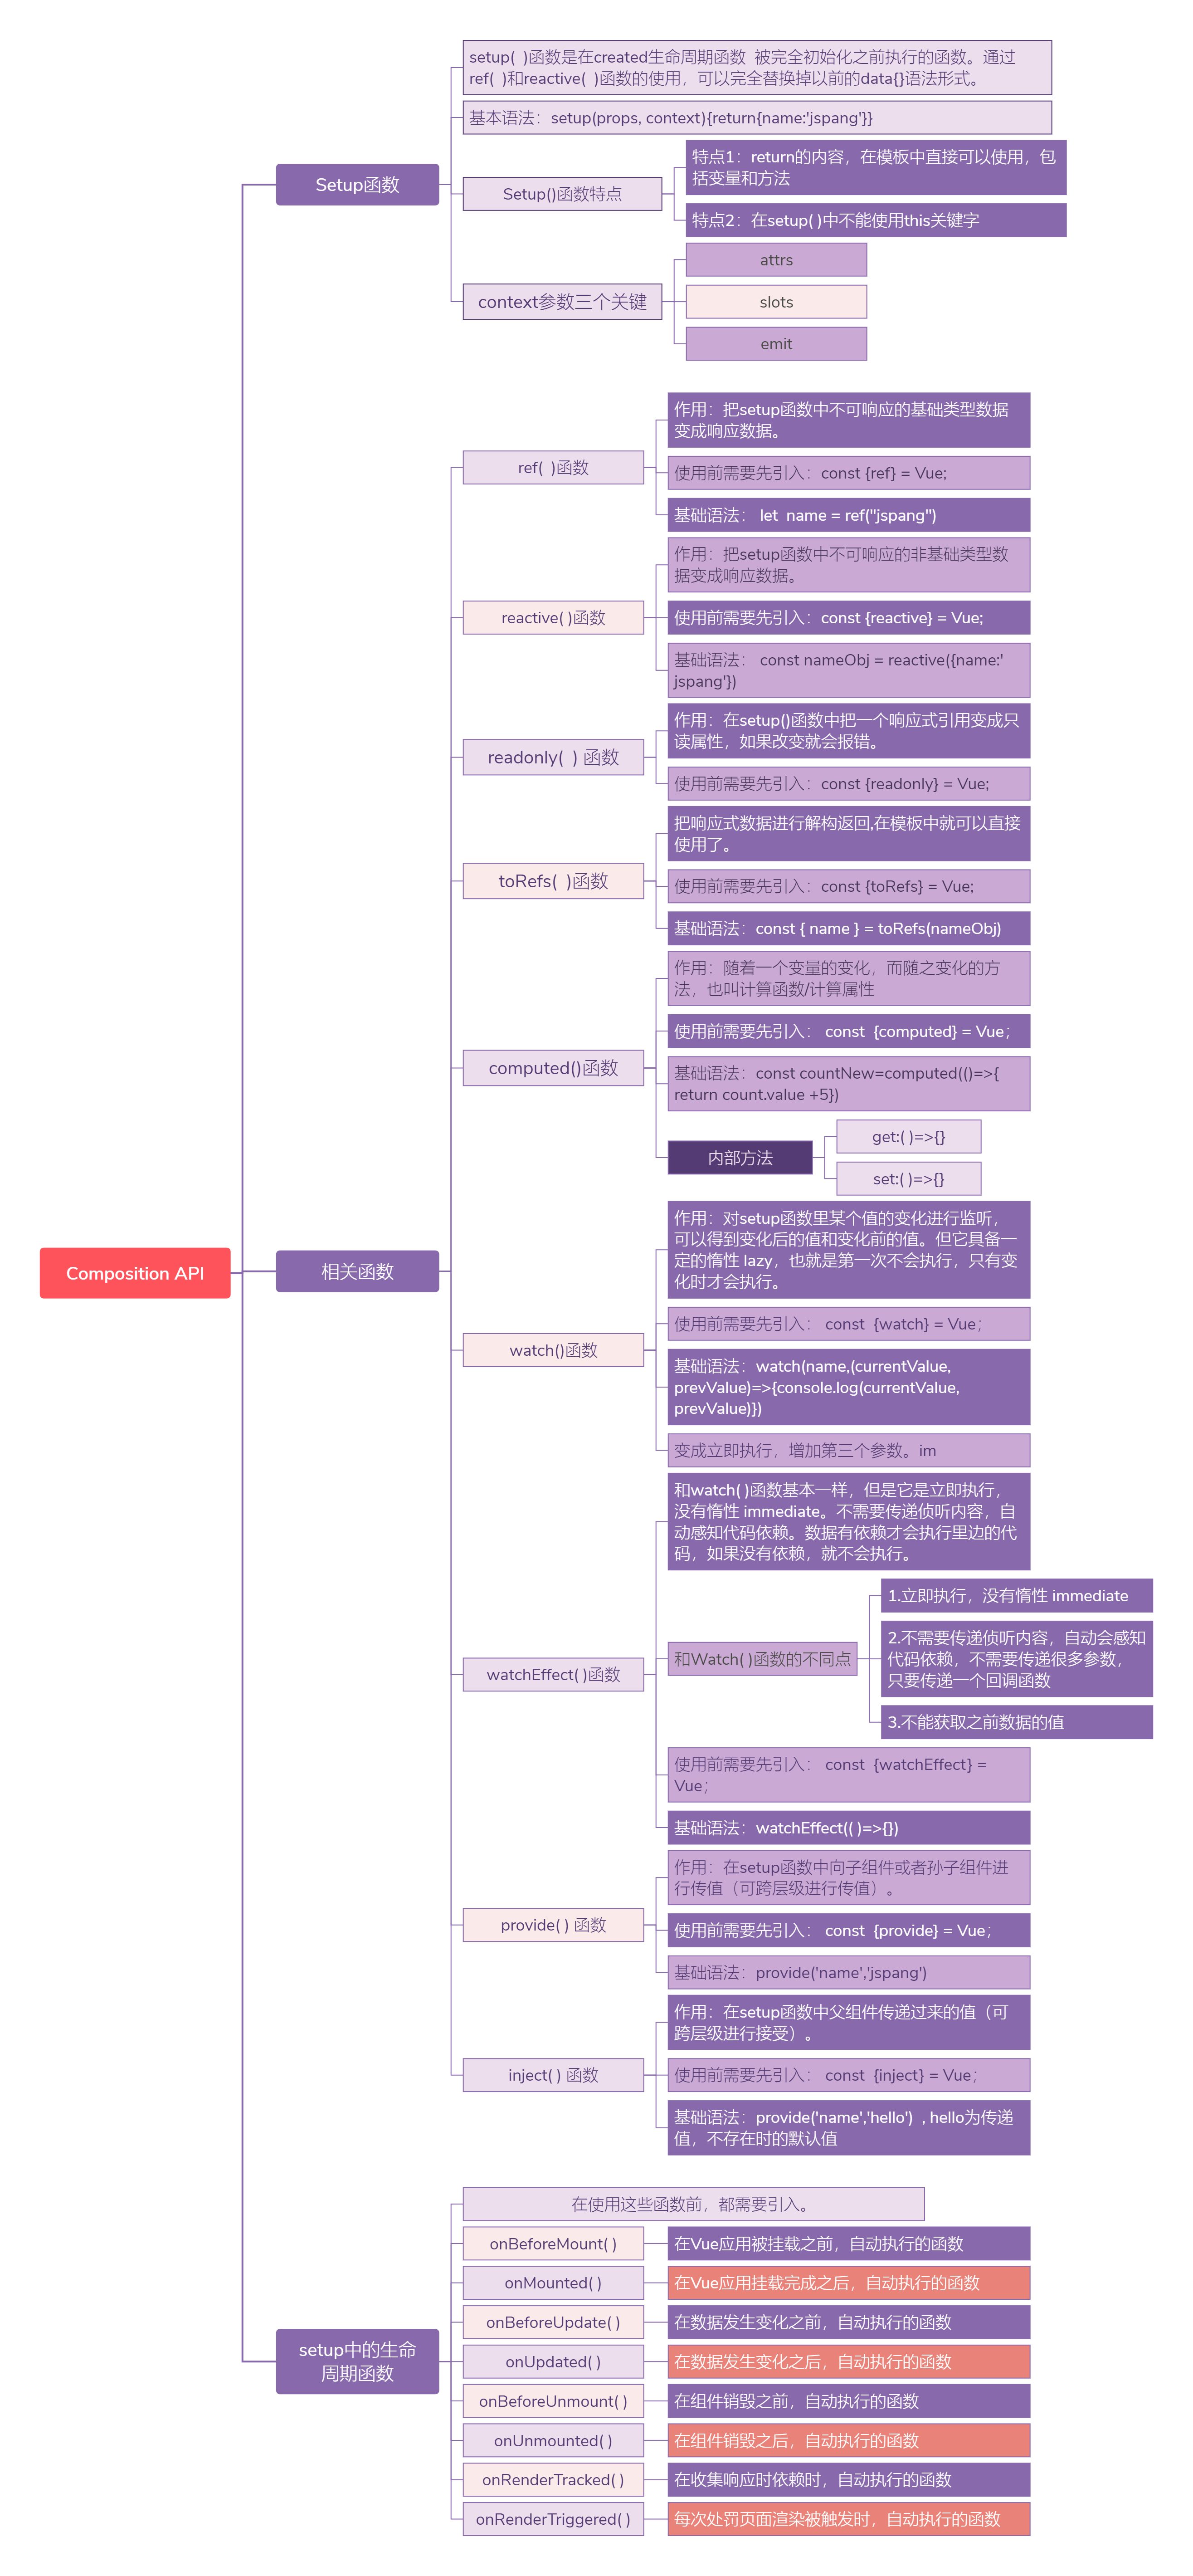 Composition API
Setup函数
setup( )函数是在created生命周期函数 被完全初始化之前执行的函数。通过
ref( )和reactive( )函数的使用，可以完全替换掉以前的data{}语法形式。
基本语法：setup(props, context){return{name:'jspang'}}
Setup()函数特点
特点1：return的内容，在模板中直接可以使用，包
括变量和方法
特点2：在setup( )中不能使用this关键字
context参数三个关键
attrs
slots
emit
相关函数
ref( )函数
作用：把setup函数中不可响应的基础类型数据
变成响应数据。
使用前需要先引入：const {ref} = Vue;
基础语法： let name = ref("jspang")
reactive( )函数
作用：把setup函数中不可响应的非基础类型数
据变成响应数据。
使用前需要先引入：const {reactive} = Vue;
基础语法： const nameObj = reactive({name:'
jspang'})
readonly( ) 函数
作用：在setup()函数中把一个响应式引用变成只
读属性，如果改变就会报错。
使用前需要先引入：const {readonly} = Vue;
toRefs( )函数
把响应式数据进行解构返回,在模板中就可以直接
使用了。
使用前需要先引入：const {toRefs} = Vue;
基础语法：const { name } = toRefs(nameObj)
computed()函数
作用：随着一个变量的变化，而随之变化的方
法，也叫计算函数/计算属性
使用前需要先引入： const {computed} = Vue；
基础语法：const countNew=computed(()=>{
return count.value +5})
内部方法
get:( )=>{}
set:( )=>{}
watch()函数
作用：对setup函数里某个值的变化进行监听，
可以得到变化后的值和变化前的值。但它具备一
定的惰性 lazy，也就是第一次不会执行，只有变
化时才会执行。
使用前需要先引入： const {watch} = Vue；
基础语法：watch(name,(currentValue,
prevValue)=>{console.log(currentValue,
prevValue)})
变成立即执行，增加第三个参数。im
watchEffect( )函数
和watch( )函数基本一样，但是它是立即执行，
没有惰性 immediate。不需要传递侦听内容，自
动感知代码依赖。数据有依赖才会执行里边的代
码，如果没有依赖，就不会执行。
和Watch( )函数的不同点
1.立即执行，没有惰性 immediate
2.不需要传递侦听内容，自动会感知
代码依赖，不需要传递很多参数，
只要传递一个回调函数
3.不能获取之前数据的值
使用前需要先引入： const {watchEffect} =
Vue；
基础语法：watchEffect(( )=>{})
provide( ) 函数
作用：在setup函数中向子组件或者孙子组件进
行传值（可跨层级进行传值）。
使用前需要先引入： const {provide} = Vue；
基础语法：provide('name','jspang')
inject( ) 函数
作用：在setup函数中父组件传递过来的值（可
跨层级进行接受）。
使用前需要先引入： const {inject} = Vue；
基础语法：provide('name','hello') , hello为传递
值，不存在时的默认值
setup中的生命
周期函数
在使用这些函数前，都需要引入。
onBeforeMount( )
在Vue应用被挂载之前，自动执行的函数
onMounted( )
在Vue应用挂载完成之后，自动执行的函数
onBeforeUpdate( )
在数据发生变化之前，自动执行的函数
onUpdated( )
在数据发生变化之后，自动执行的函数
onBeforeUnmount( )
在组件销毁之前，自动执行的函数
onUnmounted( )
在组件销毁之后，自动执行的函数
onRenderTracked( )
在收集响应时依赖时，自动执行的函数
onRenderTriggered( )
每次处罚页面渲染被触发时，自动执行的函数